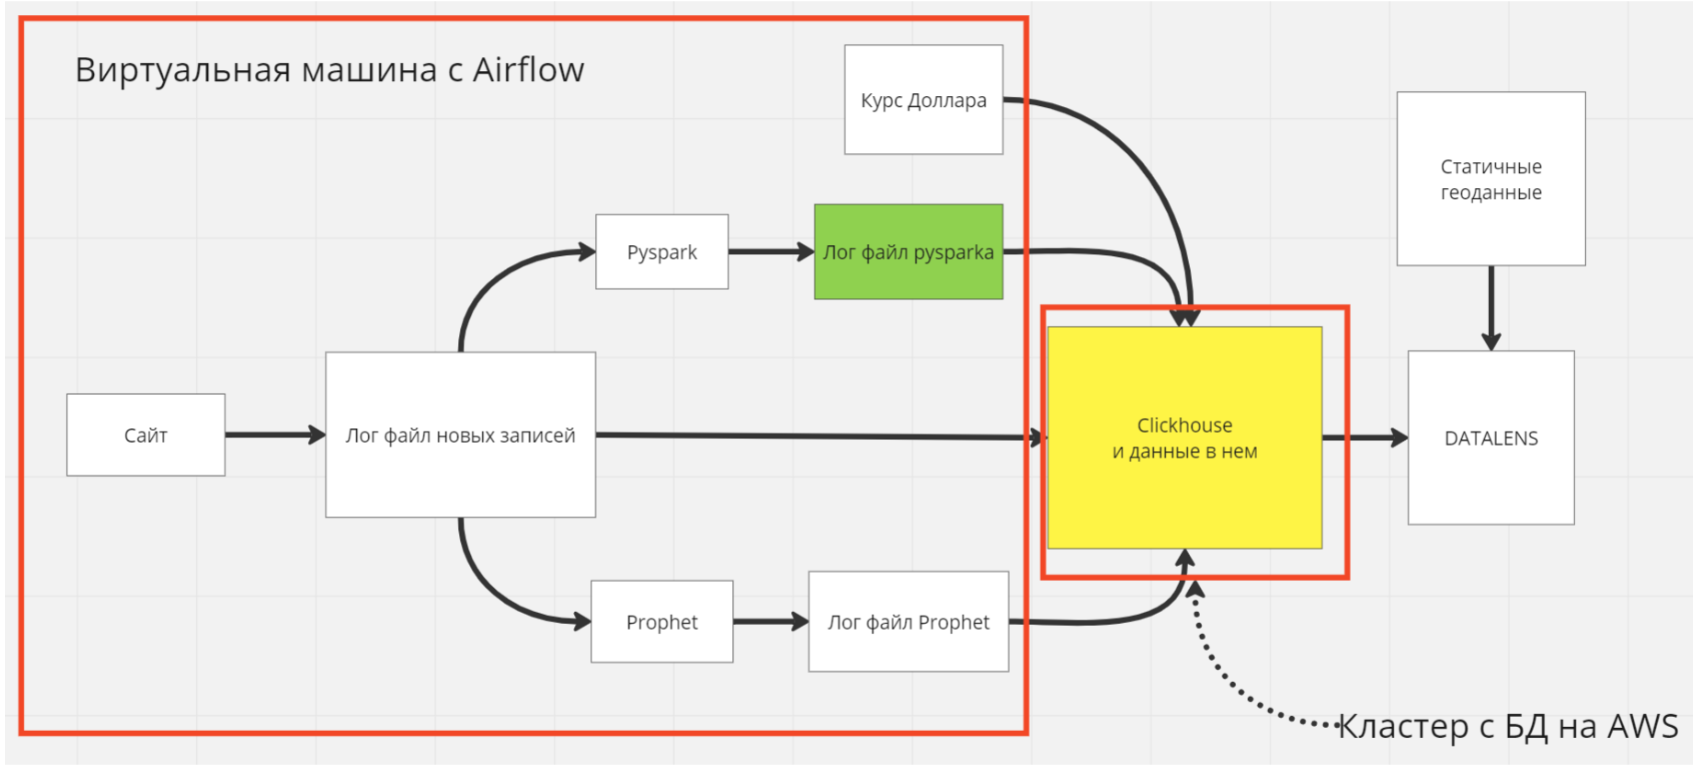 Виртуальная машина с Airflow
Курс Доллара
Статичные
геоданные
Pyspark
Лог файл pysparka
Сайт
Лог файл новых записей
Clickhouse
и данные в нем
DATALENS
Prophet
Лог файл Prophet
Кластер с БД на AWS